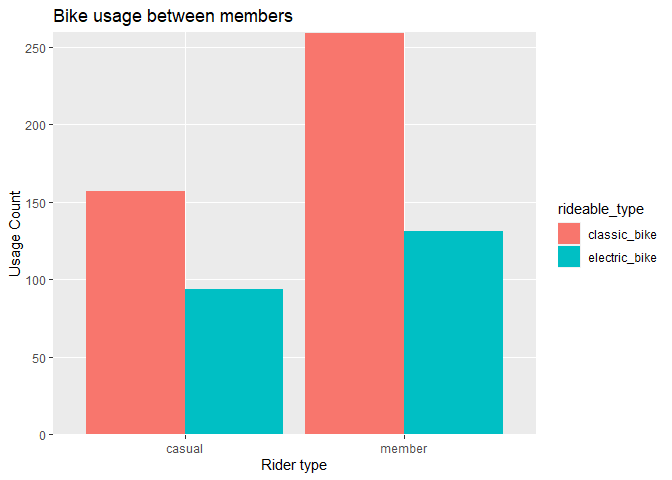 Bike usage between members
Usage Count
250
200
150
100
50
0
casual
member
Rider type
rideable_type
classic_bike
electric_bike